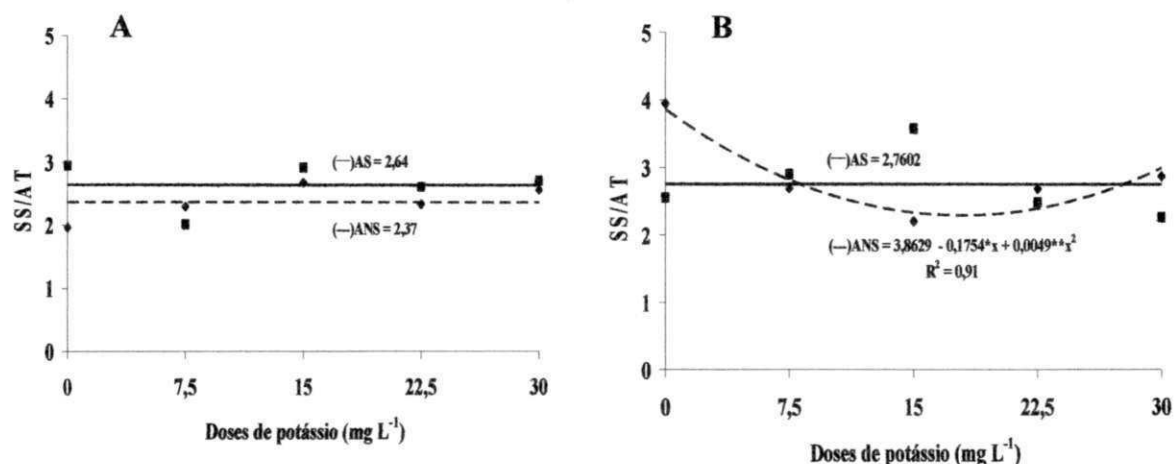 A
5
4
3
2
1
0
SS/AT
(—)AS = 2,64
(---)ANS = 2,37
0 7,5 15 22,5 30
Doses de potássio (mg L⁻¹)
B
5
4
3
2
1
0
SS/AT
(—)AS = 2,7602
(---)ANS = 3,8629 - 0,1754*x + 0,0049**x²
R² = 0,91
0 7,5 15 22,5 30
Doses de potássio (mg L⁻¹)